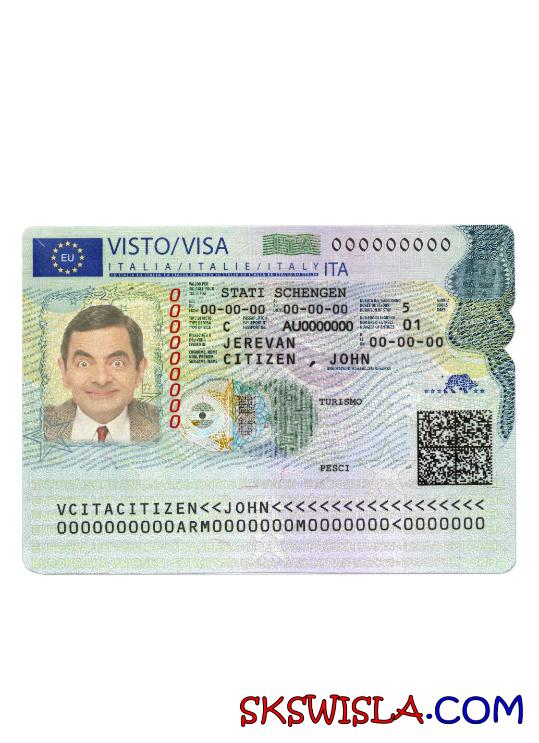 EU VISTO/VISA ITA 000000000
ITALIA/ITALIE/ITALY ITA
STATI SCHENGEN
00-00-00 00-00-00 5
C AU0000000 01
JEREVAN 00-00-00
CITIZEN , JOHN
000000000
TURISMO
PESCI
VCITACITIZEN<<JOHN<<<<<<<<<<<<<<<<<<
0000000000ARM0000000M0000000<0000000
SKSWISLA.COM